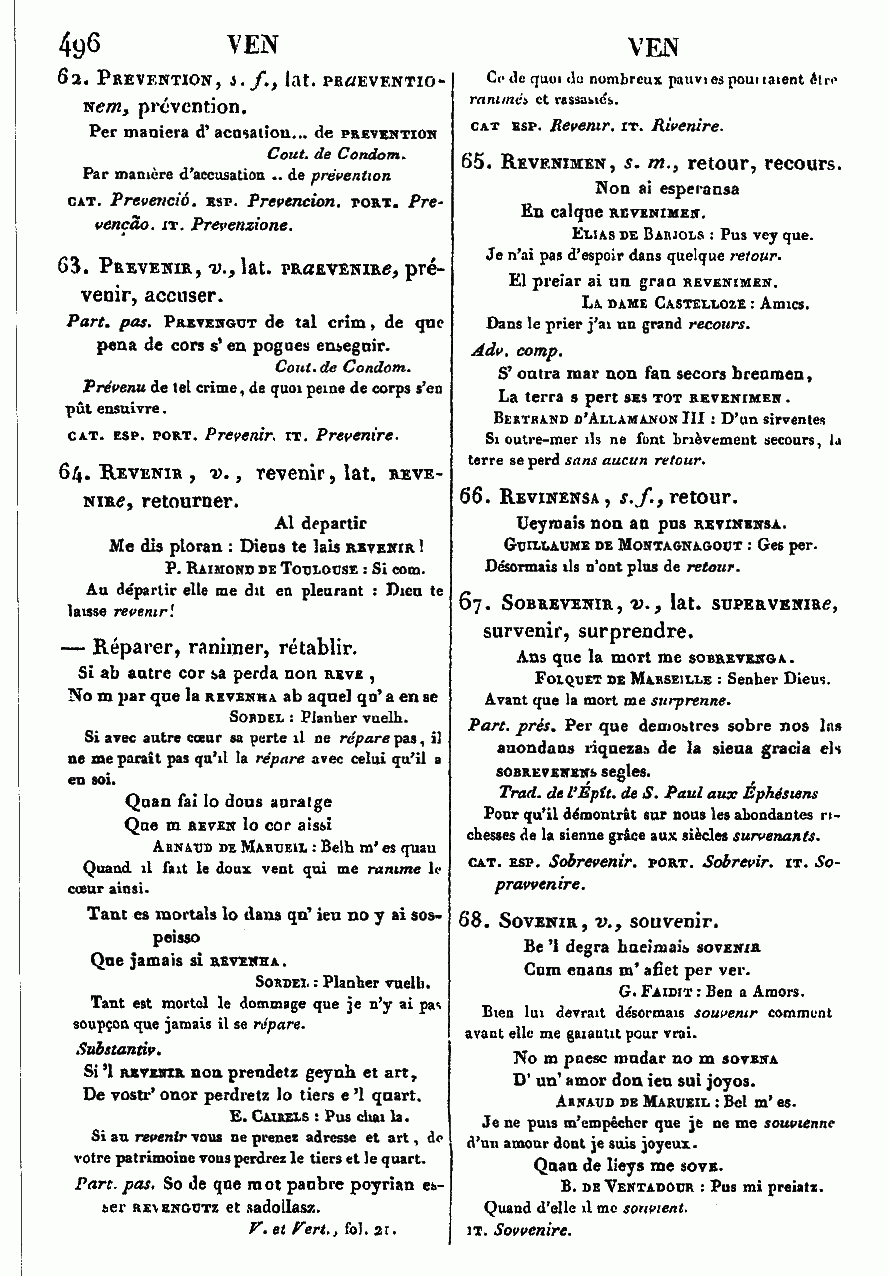 496 VEN VEN
62. PREVENTION, s. f., lat. PRaEVENTIO-
Nem, prévention.
Per maniera d' acusation... de PREVENTION
Cout. de Condom.
Par manière d'accusation .. de prévention
CAT. Prevenció. ESP. Prevencion. PORT. Pre-
venção. IT. Prevenzione.
63. PREVENIR, v., lat. PRaEVENIRe, pré-
venir, accuser.
Part. pas. PREVENGUT de tal crim, de que
pena de cors s' en pogues enseguir.
Cout. de Condom.
Prévenu de tel crime, de quoi peine de corps s'en
pût ensuivre.
CAT. ESP. PORT. Prevenir. IT. Prevenire.
64. REVENIR, v., revenir, lat. REVE-
NIRe, retourner.
Al departir
Me dis ploran : Dieus te lais REVENIR !
P. RAIMOND DE TOULOUSE : Si com.
Au départir elle me dit en pleurant : Dieu te
laisse revenir!
— Réparer, ranimer, rétablir.
Si ab autre cor sa perda non REVE,
No m par que la REVENHA ab aquel qu' a en se
SORDEL : Planher vuelh.
Si avec autre cœur sa perte il ne répare pas, il
ne me paraît pas qu'il la répare avec celui qu'il a
en soi.
Quan fai lo dous auratge
Que m REVEN lo cor aissi
ARNAUD DE MARUEIL : Belh m' es quau
Quand il fait le doux vent qui me ranime le
cœur ainsi.
Tant es mortals lo dans qu' ieu no y ai sos-
peisso
Que jamais si REVENHA.
SORDEL : Planher vuelh.
Tant est mortel le dommage que je n'y ai pas
soupçon que jamais il se répare.
Substantiv.
Si 'l REVENIR non prendetz geynh et art,
De vostr' onor perdretz lo tiers e 'l quart.
E. CAIRELS : Pus chai la.
Si au revenir vous ne prenez adresse et art, de
votre patrimoine vous perdrez le tiers et le quart.
Part. pas. So de que mot paubre poyrian es-
ser REVENGUTZ et sadollasz.
V. et Vert., fol. 21.
Ce de quoi de nombreux pauvres pourraient être
ranimés et rassasiés.
CAT ESP. Revenir. IT. Rivenire.
65. REVENIMEN, s. m., retour, recours.
Non ai esperansa
En calque REVENIMEN.
ELIAS DE BARJOLS : Pus vey que.
Je n'ai pas d'espoir dans quelque retour.
El preiar ai un gran REVENIMEN.
LA DAME CASTELLOZE : Amics.
Dans le prier j'ai un grand recours.
Adv. comp.
S' outra mar non fan secors breumen,
La terra s pert SES TOT REVENIMEN.
BERTRAND D'ALLAMANON III : D'un sirventes
Si outre-mer ils ne font brièvement secours, la
terre se perd sans aucun retour.
66. REVINENSA, s. f., retour.
Ueymais non an pus REVINENSA.
GUILLAUME DE MONTAGNAGOUT : Ges per.
Désormais ils n'ont plus de retour.
67. SOBREVENIR, v., lat. SUPERVENIRe,
survenir, surprendre.
Ans que la mort me SOBREVENGA.
FOLQUET DE MARSEILLE : Senher Dieus.
Avant que la mort me surprenne.
Part. prés. Per que demostres sobre nos las
auondans riquezas de la sieua gracia els
SOBREVENENS segles.
Trad. de l'Épît. de S. Paul aux Éphésiens
Pour qu'il démontrât sur nous les abondantes ri-
chesses de la sienne grâce aux siècles survenants.
CAT. ESP. Sobrevenir. PORT. Sobrevir. IT. So-
pravvenire.
68. SOVENIR, v., souvenir.
Be 'l degra hueimais SOVENIR
Cum enans m' afiet per ver.
G. FAIDIT : Ben a Amors.
Bien lui devrait désormais souvenir comment
avant elle me garantit pour vrai.
No m puesc mudar no m SOVENA
D' un' amor don ieu sui joyos.
ARNAUD DE MARUEIL : Bel m' es.
Je ne puis m'empêcher que je ne me souvienne
d'un amour dont je suis joyeux.
Quan de lieys me SOVE.
B. DE VENTADOUR : Pus mi preiatz.
Quand d'elle il me souvient.
IT. Sovvenire.